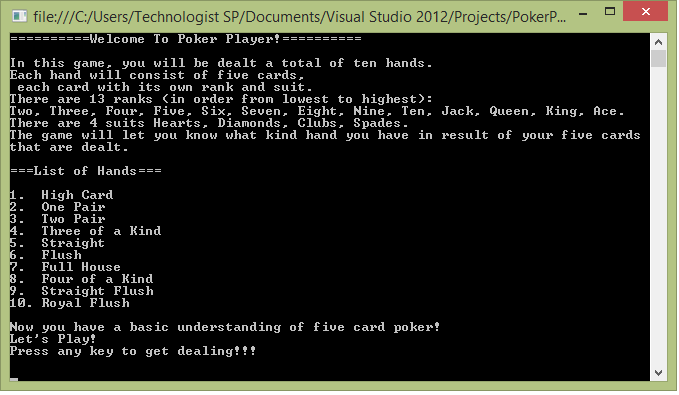 file:///C:/Users/Technologist SP/Documents/Visual Studio 2012/Projects/PokerP...
==========Welcome To Poker Player!==========
In this game, you will be dealt a total of ten hands.
Each hand will consist of five cards,
 each card with its own rank and suit.
There are 13 ranks (in order from lowest to highest):
Two, Three, Four, Five, Six, Seven, Eight, Nine, Ten, Jack, Queen, King, Ace.
There are 4 suits Hearts, Diamonds, Clubs, Spades.
The game will let you know what kind hand you have in result of your five cards
that are dealt.
===List of Hands===
1.  High Card
2.  One Pair
3.  Two Pair
4.  Three of a Kind
5.  Straight
6.  Flush
7.  Full House
8.  Four of a Kind
9.  Straight Flush
10. Royal Flush
Now you have a basic understanding of five card poker!
Let's Play!
Press any key to get dealing!!!